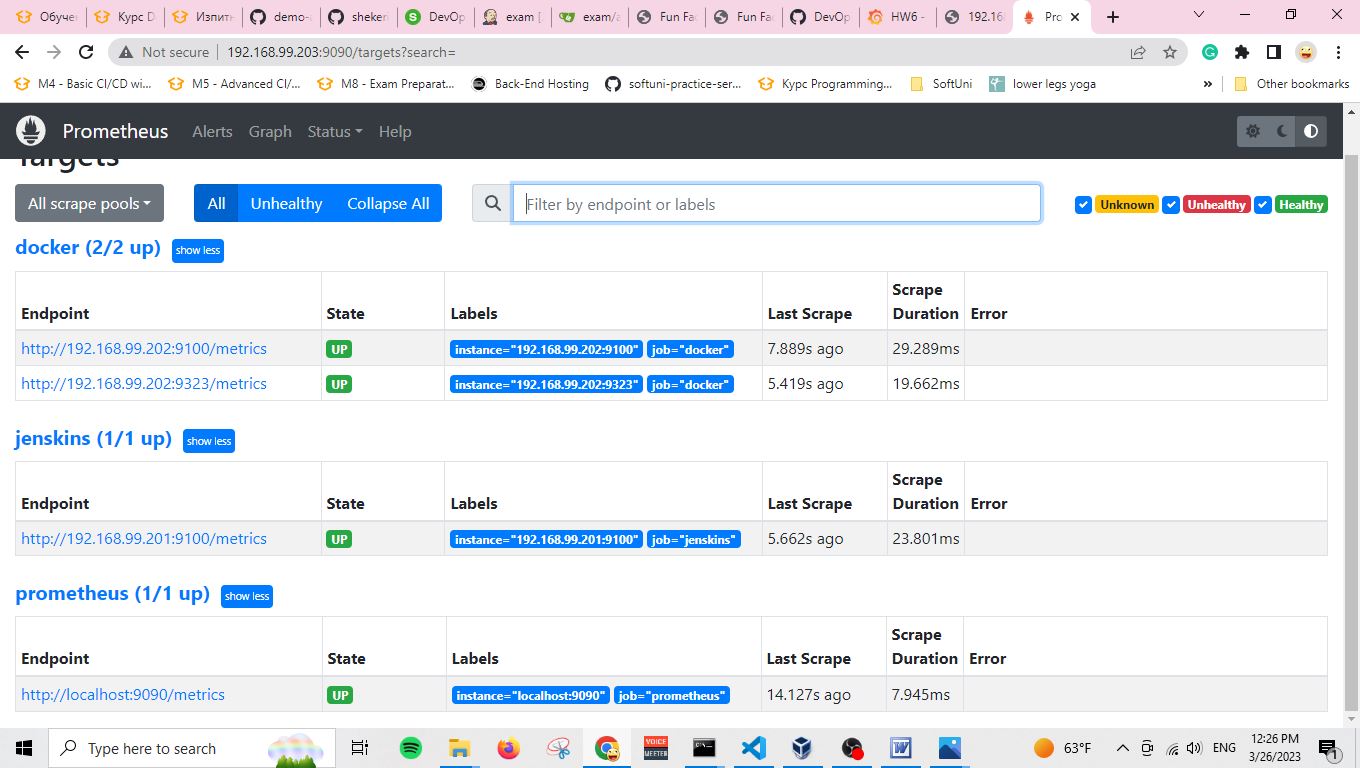 Обучен
Курс D
Изпитн
demo-a
sheker
DevOp
exam [
exam/a
Fun Fac
Fun Fac
DevOp
HW6 -
192.168
Pro
Not secure
192.168.99.203:9090/targets?search=
M4 - Basic CI/CD wi...
M5 - Advanced CI/...
M8 - Exam Preparat...
Back-End Hosting
softuni-practice-ser...
Курс Programming...
SoftUni
lower legs yoga
»
Other bookmarks
Prometheus Alerts Graph Status Help
Targets
All scrape pools
All Unhealthy Collapse All
Filter by endpoint or labels
Unknown Unhealthy Healthy
docker (2/2 up) show less
Endpoint State Labels Last Scrape Scrape Duration Error
http://192.168.99.202:9100/metrics UP instance="192.168.99.202:9100" job="docker" 7.889s ago 29.289ms
http://192.168.99.202:9323/metrics UP instance="192.168.99.202:9323" job="docker" 5.419s ago 19.662ms
jenskins (1/1 up) show less
Endpoint State Labels Last Scrape Scrape Duration Error
http://192.168.99.201:9100/metrics UP instance="192.168.99.201:9100" job="jenskins" 5.662s ago 23.801ms
prometheus (1/1 up) show less
Endpoint State Labels Last Scrape Scrape Duration Error
http://localhost:9090/metrics UP instance="localhost:9090" job="prometheus" 14.127s ago 7.945ms
Type here to search
VOICE
MEETER
63°F
ENG
12:26 PM
3/26/2023
1